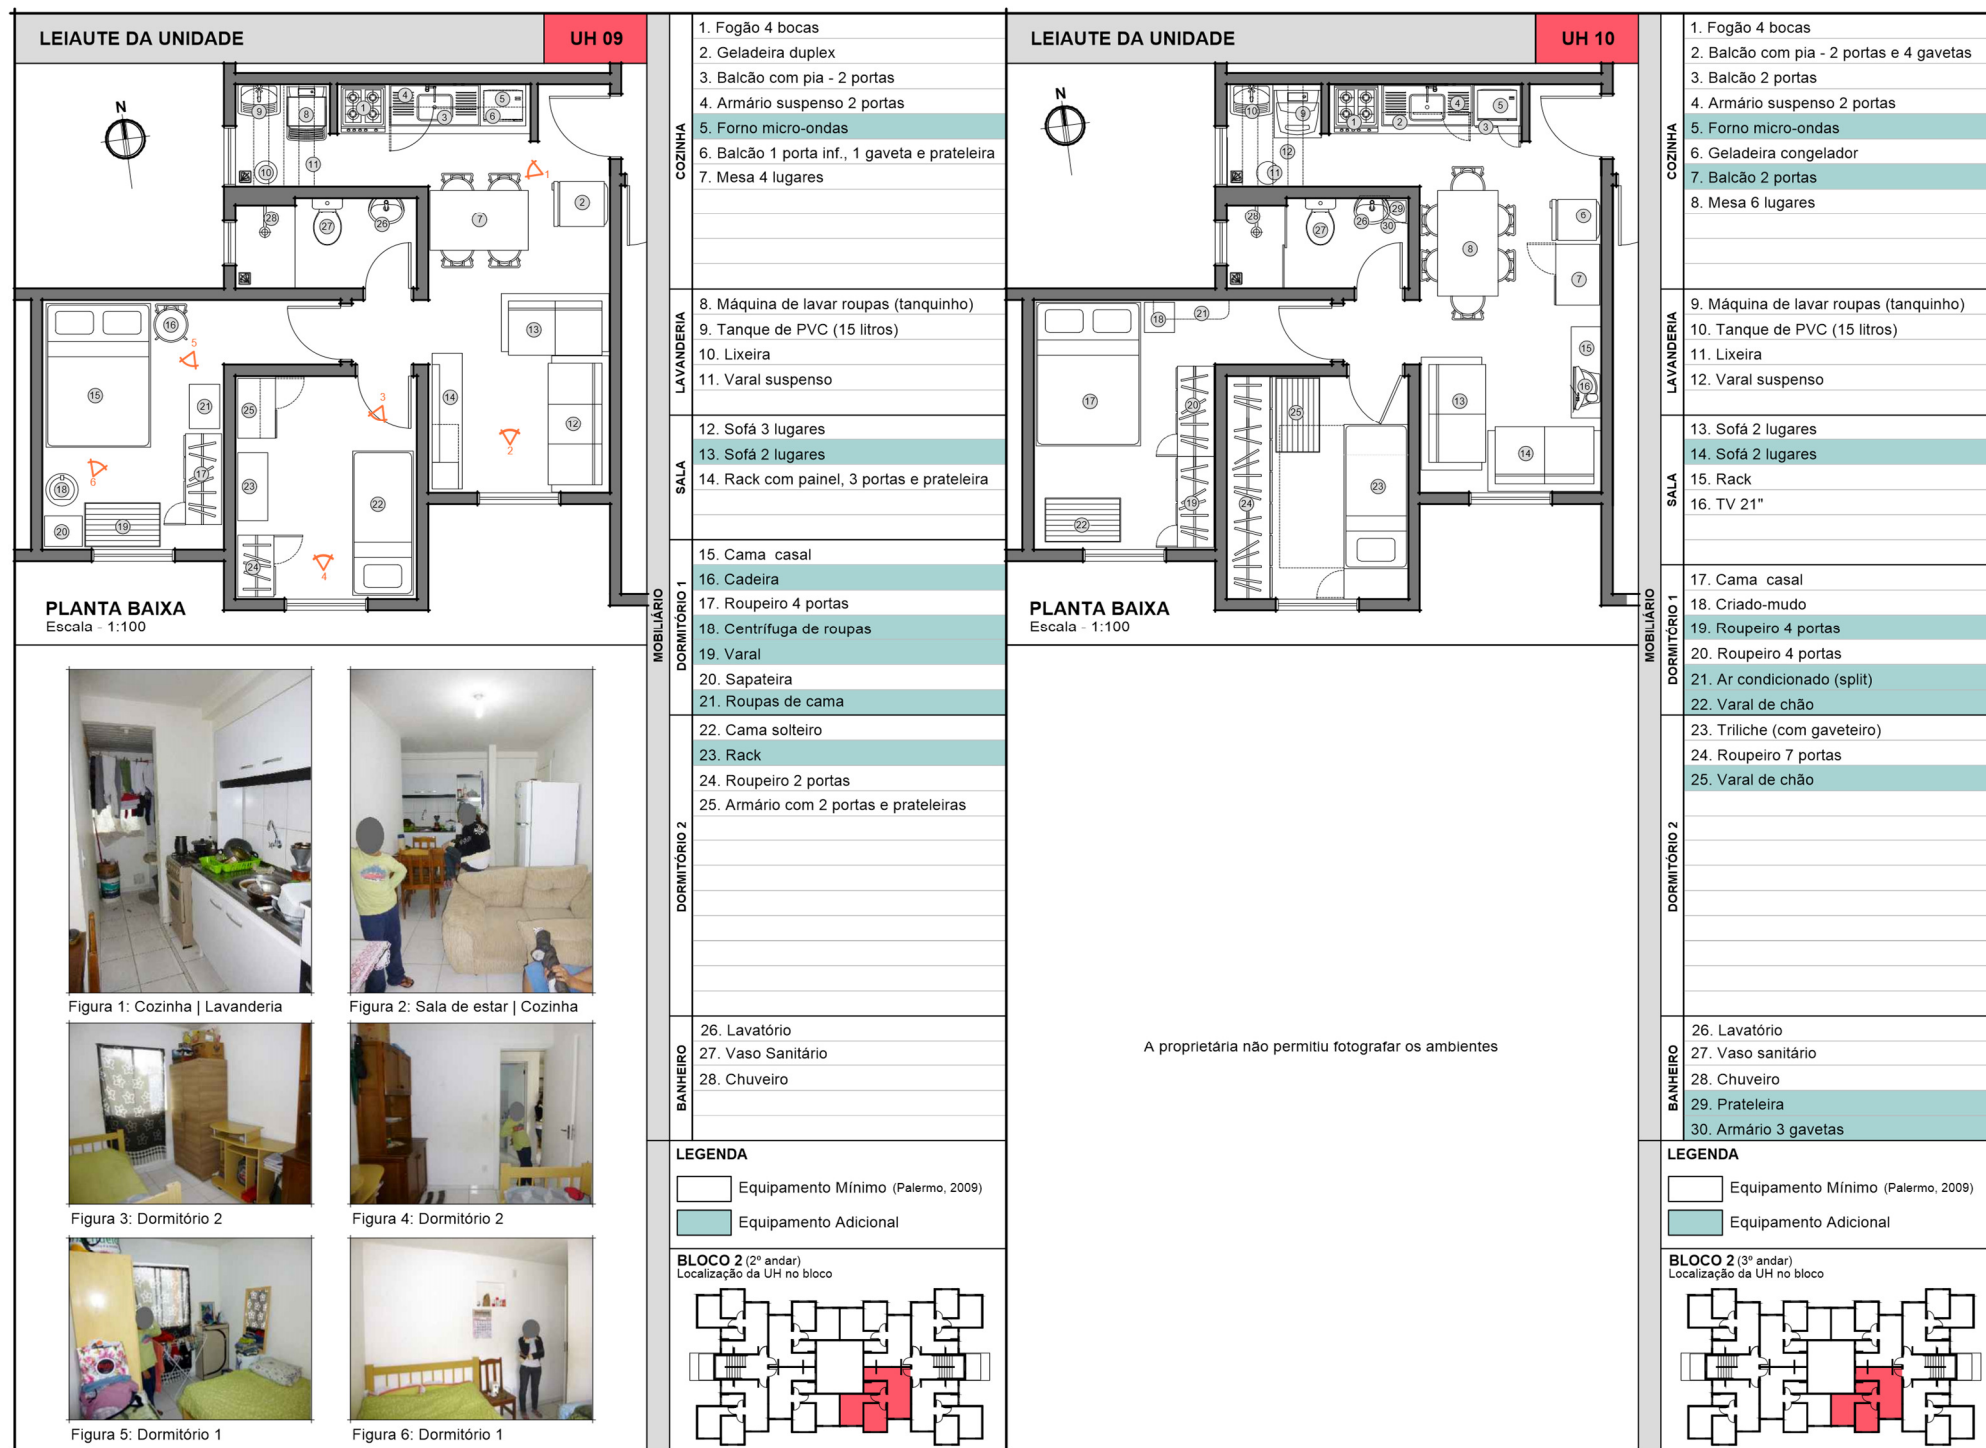 LEIAUTE DA UNIDADE
UH 09
N
PLANTA BAIXA
Escala - 1:100
Figura 1: Cozinha | Lavanderia
Figura 2: Sala de estar | Cozinha
Figura 3: Dormitório 2
Figura 4: Dormitório 2
Figura 5: Dormitório 1
Figura 6: Dormitório 1
MOBILIÁRIO
COZINHA
1. Fogão 4 bocas
2. Geladeira duplex
3. Balcão com pia - 2 portas
4. Armário suspenso 2 portas
5. Forno micro-ondas
6. Balcão 1 porta inf., 1 gaveta e prateleira
7. Mesa 4 lugares
LAVANDERIA
8. Máquina de lavar roupas (tanquinho)
9. Tanque de PVC (15 litros)
10. Lixeira
11. Varal suspenso
SALA
12. Sofá 3 lugares
13. Sofá 2 lugares
14. Rack com painel, 3 portas e prateleira
DORMITÓRIO 1
15. Cama casal
16. Cadeira
17. Roupeiro 4 portas
18. Centrífuga de roupas
19. Varal
20. Sapateira
21. Roupas de cama
DORMITÓRIO 2
22. Cama solteiro
23. Rack
24. Roupeiro 2 portas
25. Armário com 2 portas e prateleiras
BANHEIRO
26. Lavatório
27. Vaso Sanitário
28. Chuveiro
LEGENDA
Equipamento Mínimo (Palermo, 2009)
Equipamento Adicional
BLOCO 2 (2º andar)
Localização da UH no bloco
LEIAUTE DA UNIDADE
UH 10
N
PLANTA BAIXA
Escala - 1:100
A proprietária não permitiu fotografar os ambientes
MOBILIÁRIO
COZINHA
1. Fogão 4 bocas
2. Balcão com pia - 2 portas e 4 gavetas
3. Balcão 2 portas
4. Armário suspenso 2 portas
5. Forno micro-ondas
6. Geladeira congelador
7. Balcão 2 portas
8. Mesa 6 lugares
LAVANDERIA
9. Máquina de lavar roupas (tanquinho)
10. Tanque de PVC (15 litros)
11. Lixeira
12. Varal suspenso
SALA
13. Sofá 2 lugares
14. Sofá 2 lugares
15. Rack
16. TV 21"
DORMITÓRIO 1
17. Cama casal
18. Criado-mudo
19. Roupeiro 4 portas
20. Roupeiro 4 portas
21. Ar condicionado (split)
22. Varal de chão
DORMITÓRIO 2
23. Triliche (com gaveteiro)
24. Roupeiro 7 portas
25. Varal de chão
BANHEIRO
26. Lavatório
27. Vaso sanitário
28. Chuveiro
29. Prateleira
30. Armário 3 gavetas
LEGENDA
Equipamento Mínimo (Palermo, 2009)
Equipamento Adicional
BLOCO 2 (3º andar)
Localização da UH no bloco